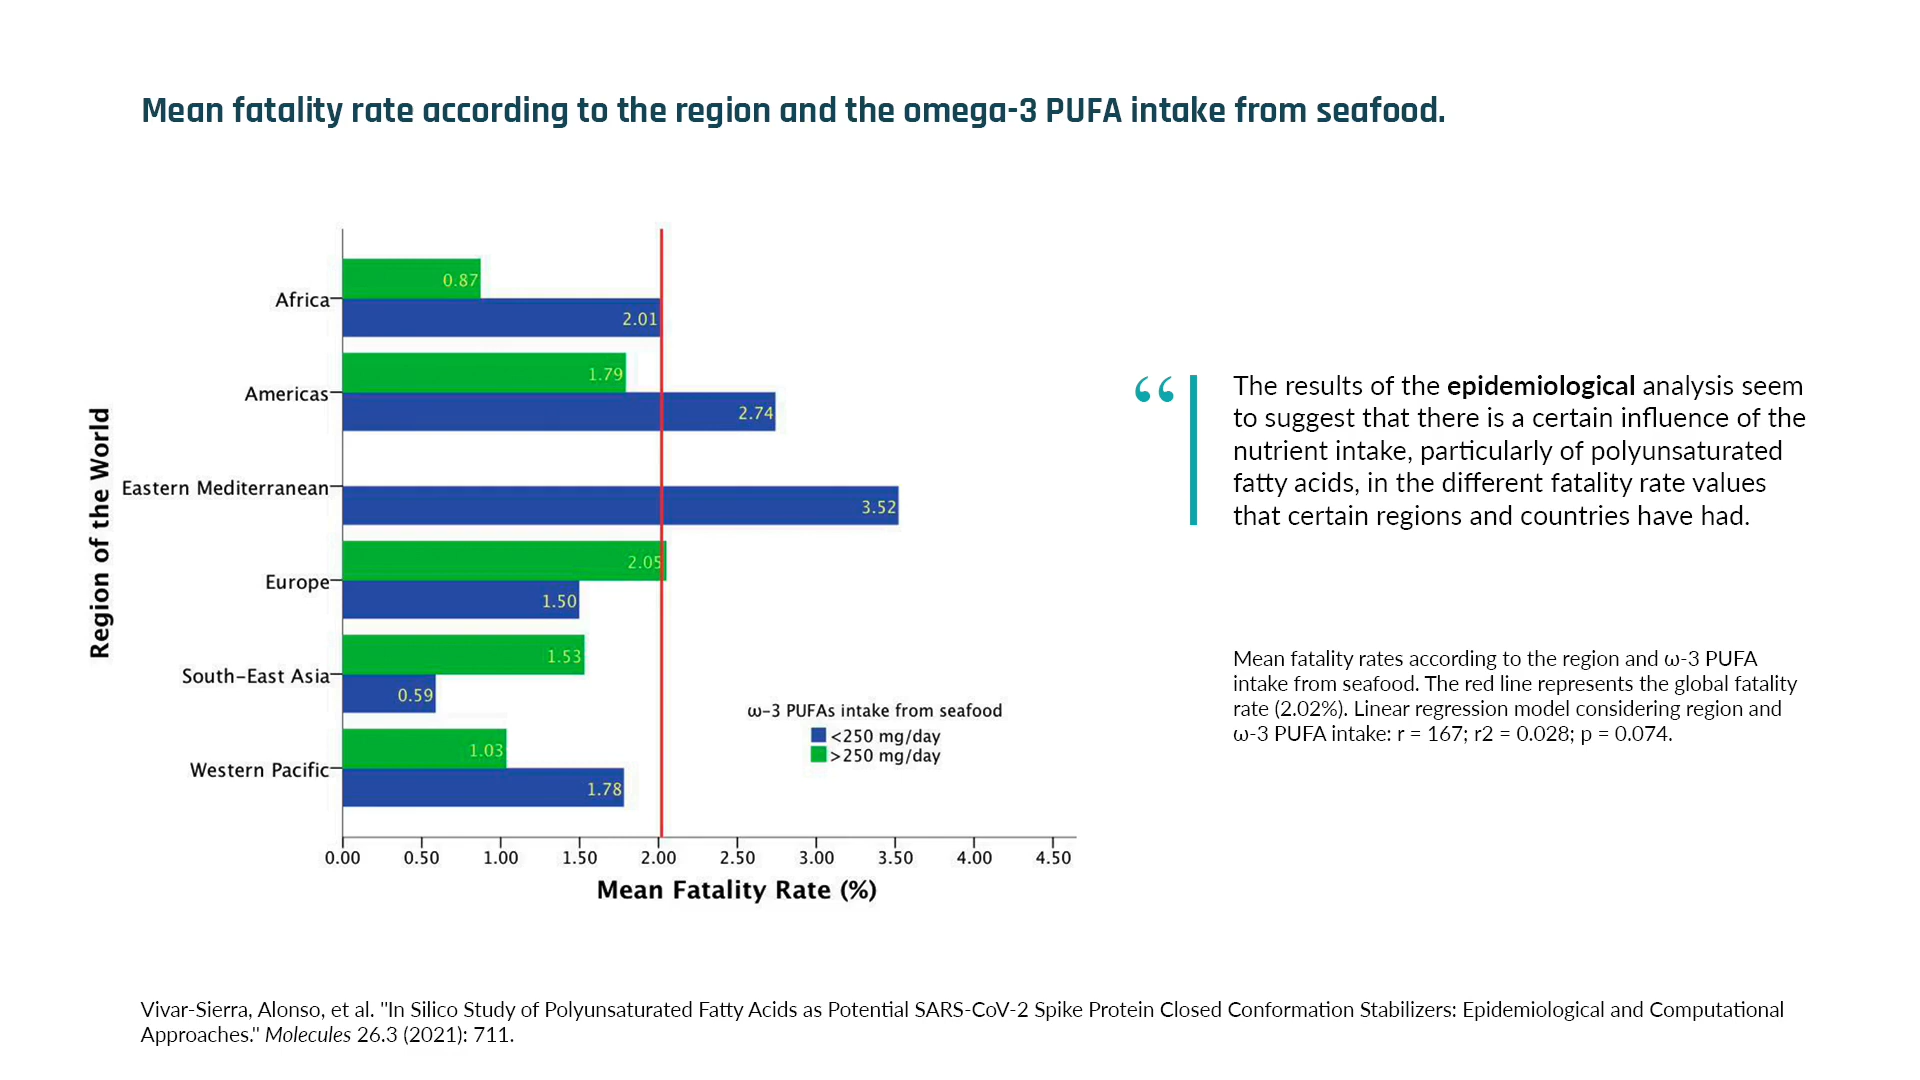 Mean fatality rate according to the region and the omega-3 PUFA intake from seafood.
Region of the World
Africa
0.87
2.01
Americas
1.79
2.74
Eastern Mediterranean
3.52
Europe
2.05
1.50
South-East Asia
1.53
0.59
Western Pacific
1.03
1.78
ω-3 PUFAs intake from seafood
<250 mg/day
>250 mg/day
0.00 0.50 1.00 1.50 2.00 2.50 3.00 3.50 4.00 4.50
Mean Fatality Rate (%)
“
The results of the epidemiological analysis seem
to suggest that there is a certain influence of the
nutrient intake, particularly of polyunsaturated
fatty acids, in the different fatality rate values
that certain regions and countries have had.
Mean fatality rates according to the region and ω-3 PUFA
intake from seafood. The red line represents the global fatality
rate (2.02%). Linear regression model considering region and
ω-3 PUFA intake: r = 167; r2 = 0.028; p = 0.074.
Vivar-Sierra, Alonso, et al. "In Silico Study of Polyunsaturated Fatty Acids as Potential SARS-CoV-2 Spike Protein Closed Conformation Stabilizers: Epidemiological and Computational
Approaches." Molecules 26.3 (2021): 711.